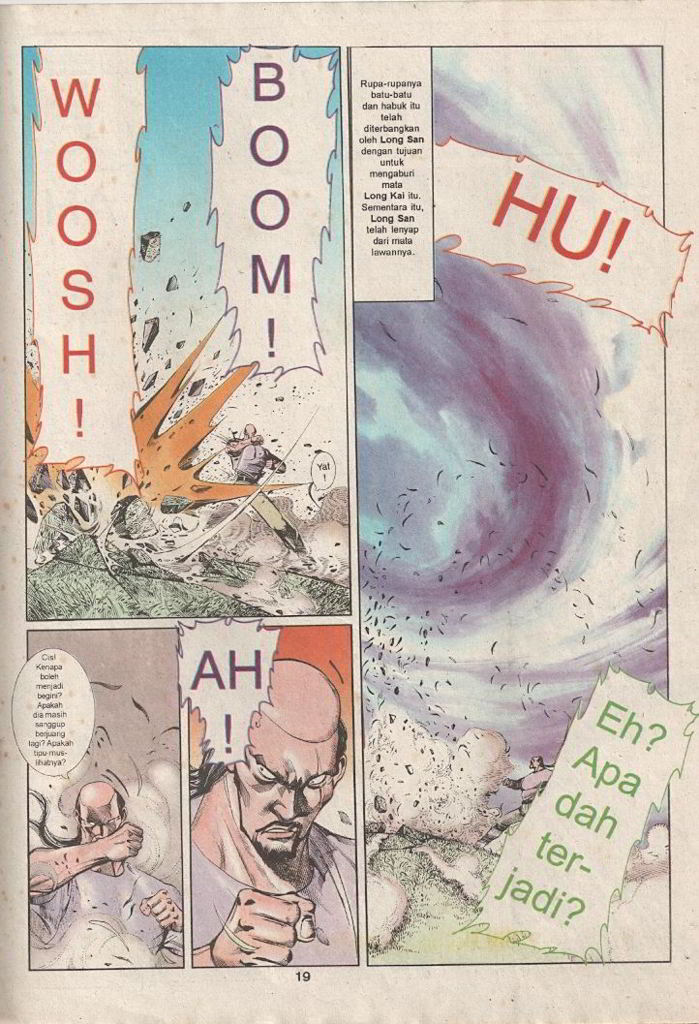 WOOSH!
BOOM!
Yat
!
Rupa-rupanya
batu-batu
dan habuk itu
telah
diterbangkan
oleh Long San
dengan tujuan
untuk
mengaburi
mata
Long Kai itu.
Sementara itu,
Long San
telah lenyap
dari mata
lawannya.
HU!
Cis!
Kenapa
boleh
menjadi
begini?
Apakah
dia masih
sanggup
berjuang
lagi? Apakah
tipu-mus-
lihatnya?
AH
!
Eh?
Apa
dah
ter-
jadi?
19